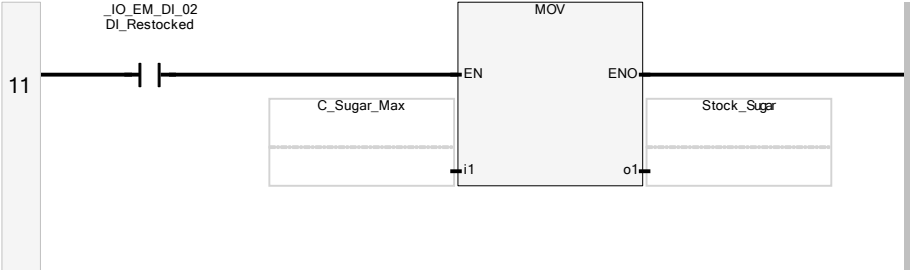 _IO_EM_DI_02
DI_Restocked
MOV
11
EN
ENO
C_Sugar_Max
Stock_Sugar
i1
o1